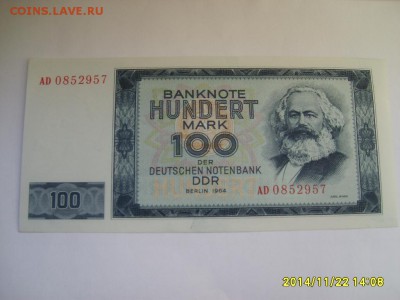 COINS.LAVE.RU
AD 0852957
BANKNOTE
HUNDERT
MARK
100
DER
DEUTSCHEN NOTENBANK
DDR
BERLIN 1964
AD 0852957
100
2014/11/22 14:08